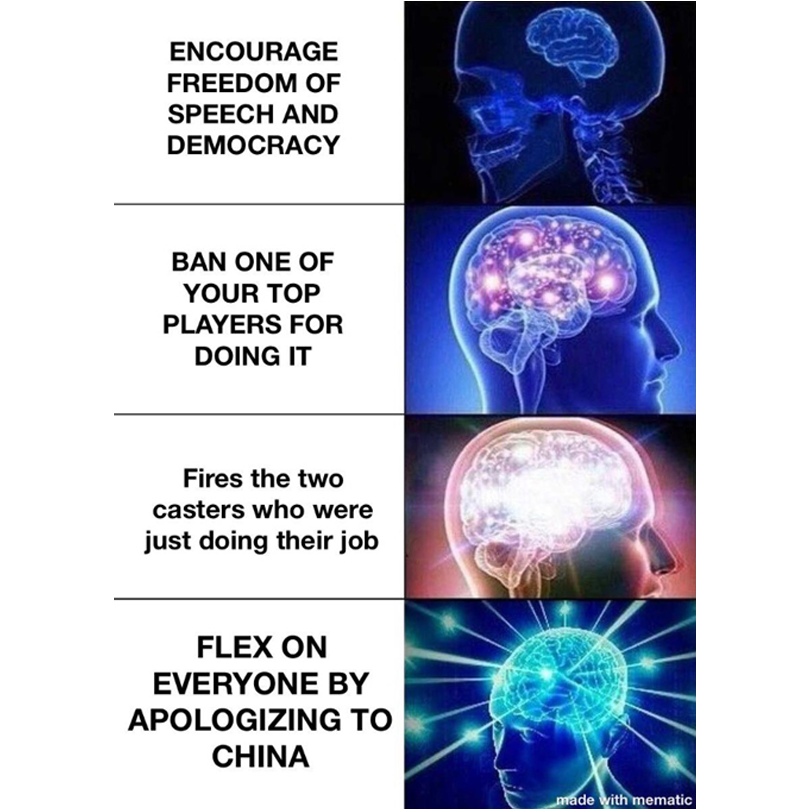 ENCOURAGE
FREEDOM OF
SPEECH AND
DEMOCRACY
BAN ONE OF
YOUR TOP
PLAYERS FOR
DOING IT
Fires the two
casters who were
just doing their job
FLEX ON
EVERYONE BY
APOLOGIZING TO
CHINA
made with mematic